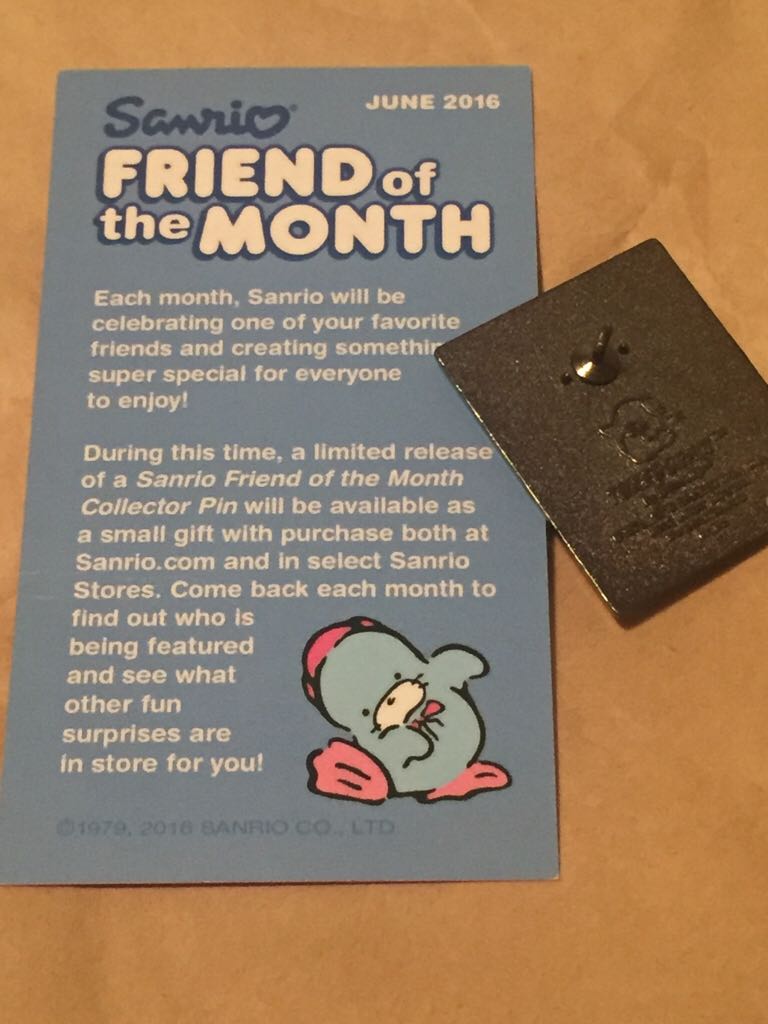 Sanrio
JUNE 2016
FRIEND of
the MONTH
Each month, Sanrio will be
celebrating one of your favorite
friends and creating
super special for everyone
to enjoy!
During this time, a limited release
of a Sanrio Friend of the Month
Collector Pin will be available as
a small gift with purchase both at
Sanrio.com and in select Sanrio
Stores. Come back each month to
find out who is
being featured
and see what
other fun
surprises are
in store for you!
©1979, 2016 SANRIO CO., LTD